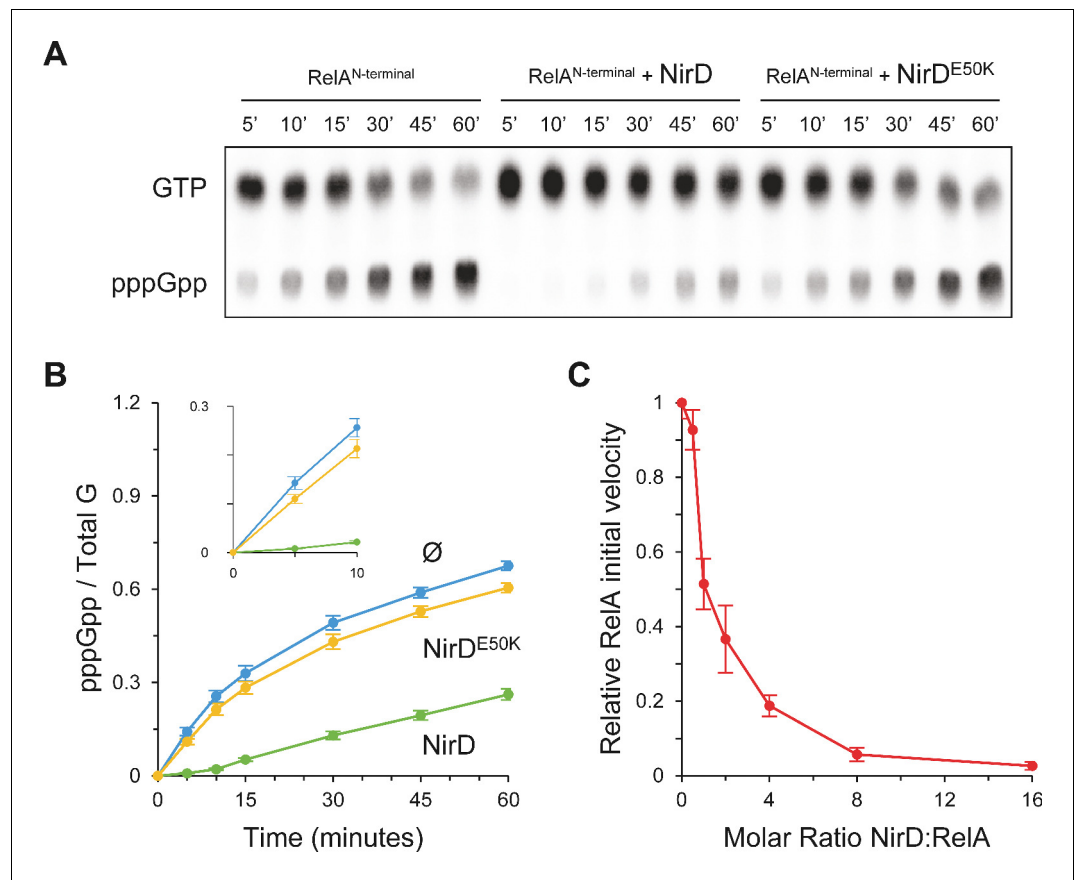 A
RelA^N-terminal RelA^N-terminal + NirD RelA^N-terminal + NirD^E50K
5’ 10’ 15’ 30’ 45’ 60’ 5’ 10’ 15’ 30’ 45’ 60’ 5’ 10’ 15’ 30’ 45’ 60’
GTP
pppGpp
B
pppGpp / Total G
1.2
0.9
0.6
0.3
0
0.3
0
0 10
Ø
NirD^E50K
NirD
0 15 30 45 60
Time (minutes)
C
Relative RelA initial velocity
1
0.8
0.6
0.4
0.2
0
0 4 8 12 16
Molar Ratio NirD:RelA